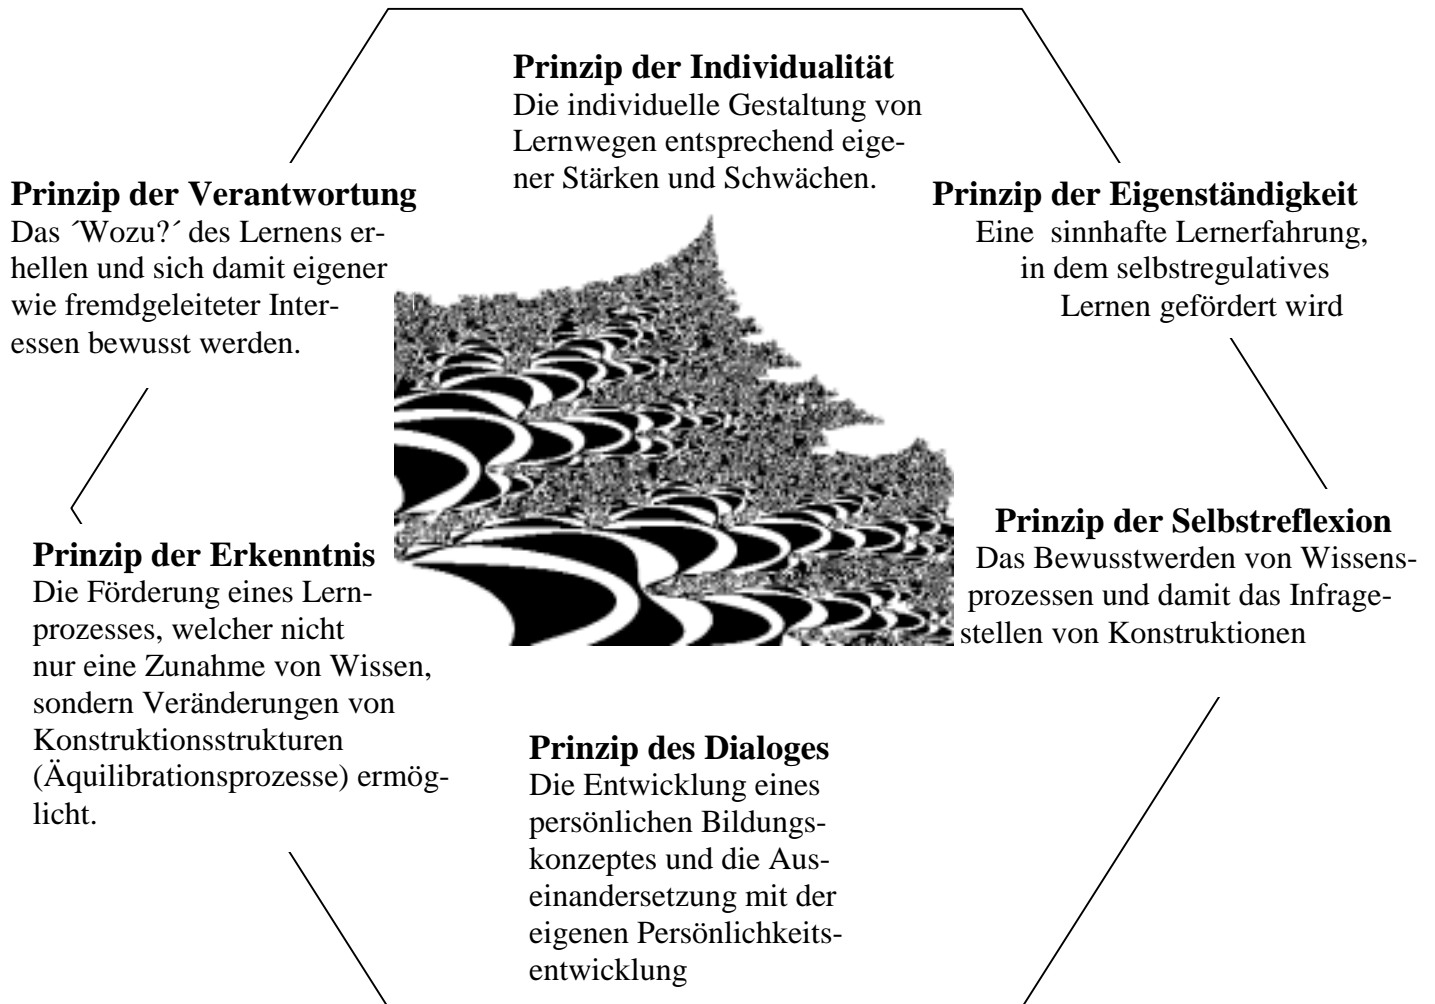 Prinzip der Individualität
Die individuelle Gestaltung von
Lernwegen entsprechend eige-
ner Stärken und Schwächen.
Prinzip der Verantwortung
Das ´Wozu?´ des Lernens er-
hellen und sich damit eigener
wie fremdgeleiteter Inter-
essen bewusst werden.
Prinzip der Eigenständigkeit
Eine sinnhafte Lernerfahrung,
in dem selbstregulatives
Lernen gefördert wird
Prinzip der Selbstreflexion
Das Bewusstwerden von Wissens-
prozessen und damit das Infrage-
stellen von Konstruktionen
Prinzip der Erkenntnis
Die Förderung eines Lern-
prozesses, welcher nicht
nur eine Zunahme von Wissen,
sondern Veränderungen von
Konstruktionsstrukturen
(Äquilibrationsprozesse) ermög-
licht.
Prinzip des Dialoges
Die Entwicklung eines
persönlichen Bildungs-
konzeptes und die Aus-
einandersetzung mit der
eigenen Persönlichkeits-
entwicklung